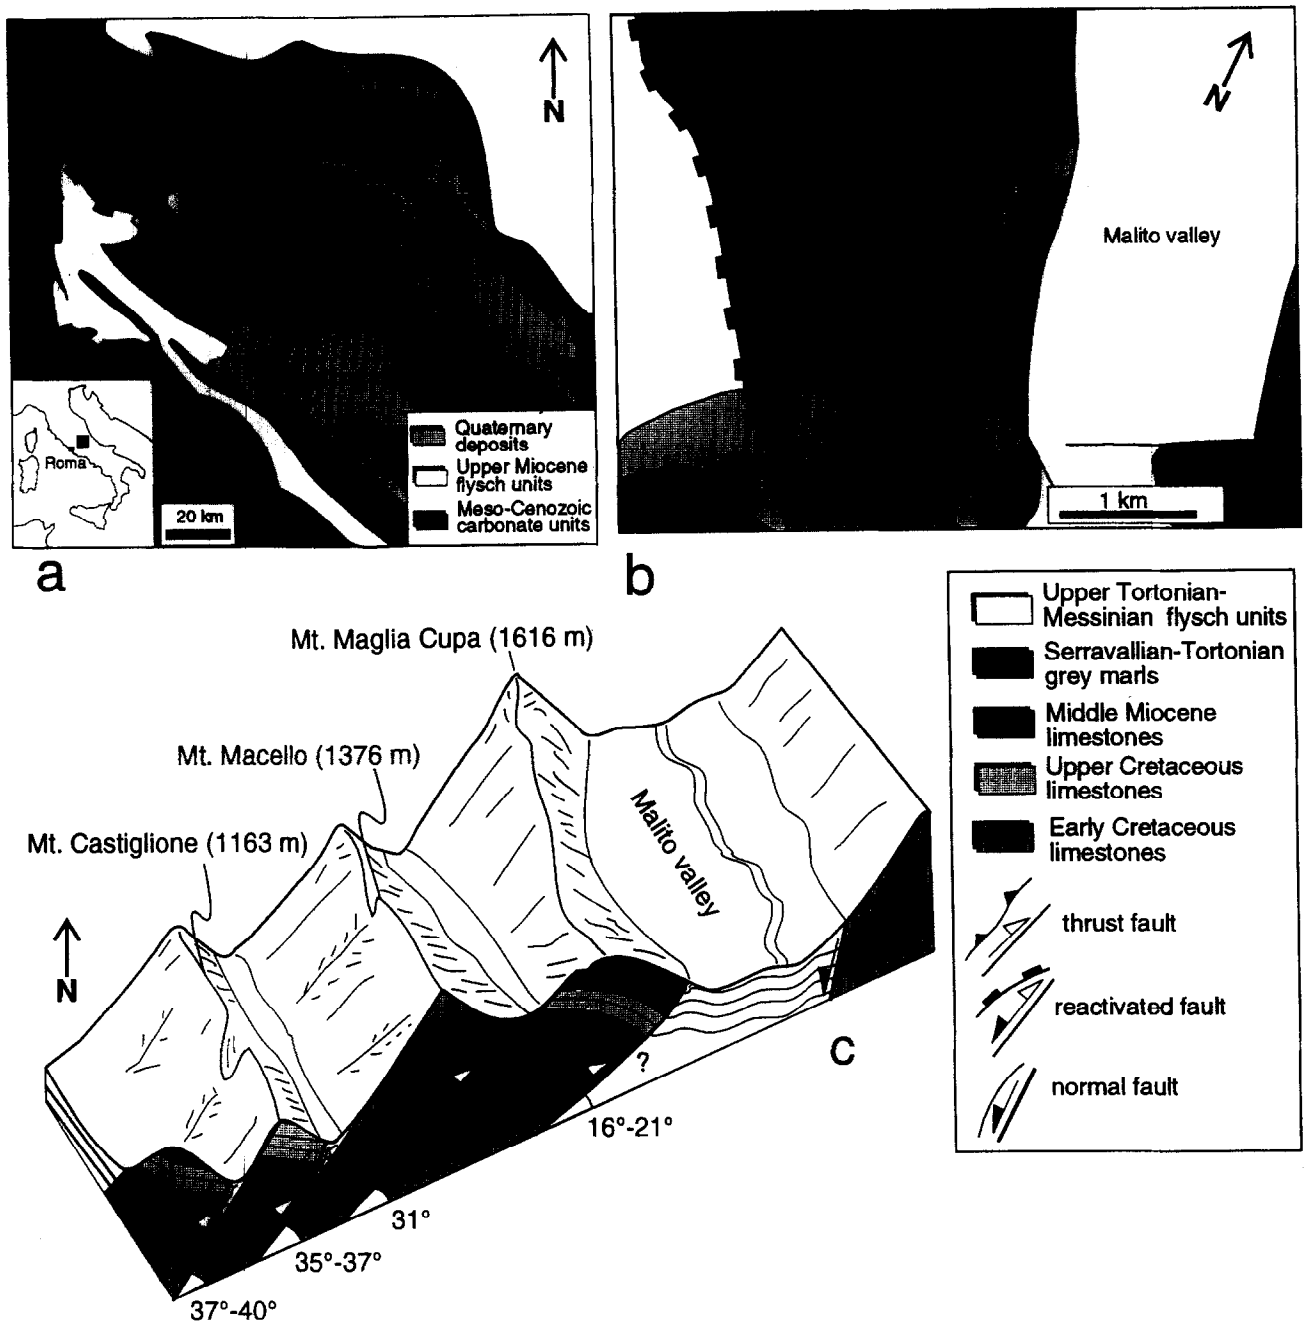 N
Roma
20 km
Quaternary
deposits
Upper Miocene
flysch units
Meso-Cenozoic
carbonate units
a
N
Malito valley
1 km
b
Mt. Maglia Cupa (1616 m)
Mt. Macello (1376 m)
Mt. Castiglione (1163 m)
N
Malito valley
?
16°-21°
31°
35°-37°
37°-40°
c
Upper Tortonian-
Messinian flysch units
Serravallian-Tortonian
grey marls
Middle Miocene
limestones
Upper Cretaceous
limestones
Early Cretaceous
limestones
thrust fault
reactivated fault
normal fault